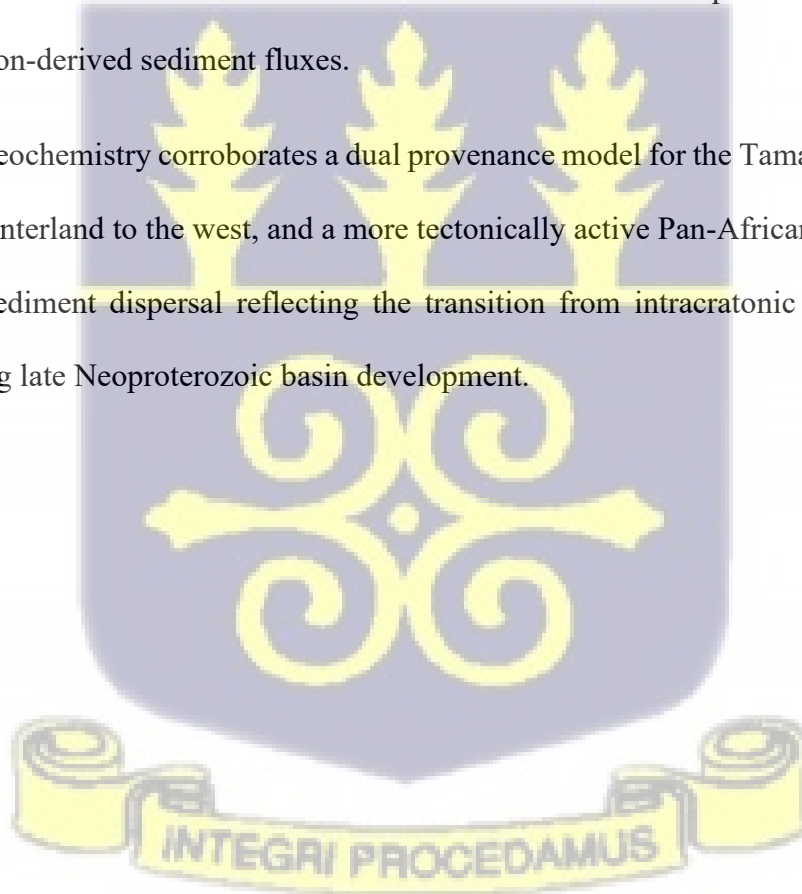 on-derived sediment fluxes.
eochemistry corroborates a dual provenance model for the Tama
nterland to the west, and a more tectonically active Pan-African
ediment dispersal reflecting the transition from intracratonic
g late Neoproterozoic basin development.
INTEGRI PROCEDAMUS